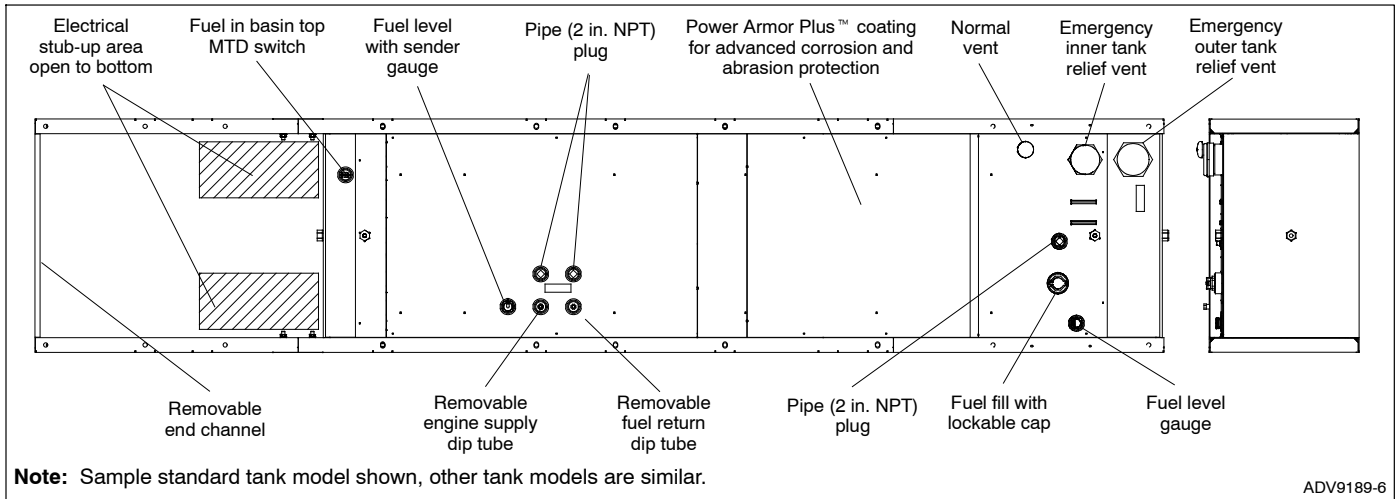 Electrical
stub-up area
open to bottom
Fuel in basin top
MTD switch
Fuel level
with sender
gauge
Pipe (2 in. NPT)
plug
Power Armor Plus™ coating
for advanced corrosion and
abrasion protection
Normal
vent
Emergency
inner tank
relief vent
Emergency
outer tank
relief vent
Removable
end channel
Removable
engine supply
dip tube
Removable
fuel return
dip tube
Pipe (2 in. NPT)
plug
Fuel fill with
lockable cap
Fuel level
gauge
Note: Sample standard tank model shown, other tank models are similar.
ADV9189-6